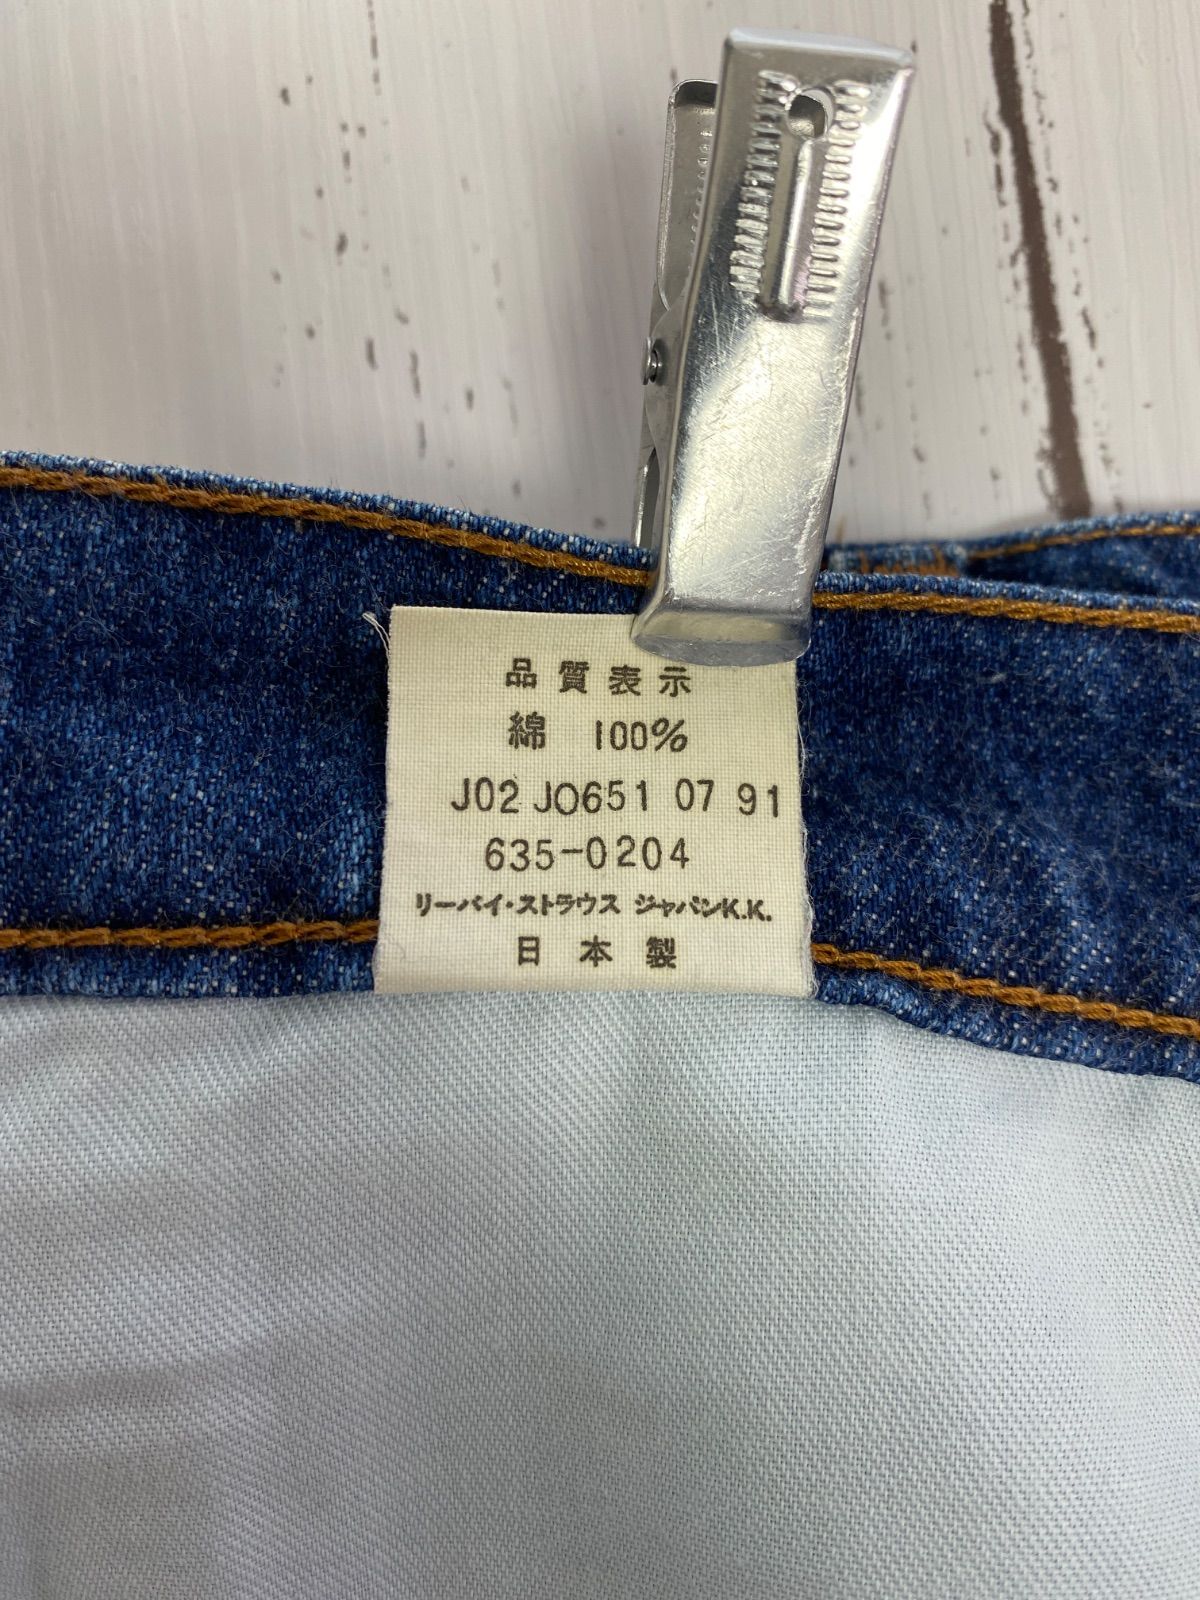 品質表示
綿 100%
J02 JO651 07 91
635-0204
リーバイ・ストラウス ジャパンK.K.
日本製